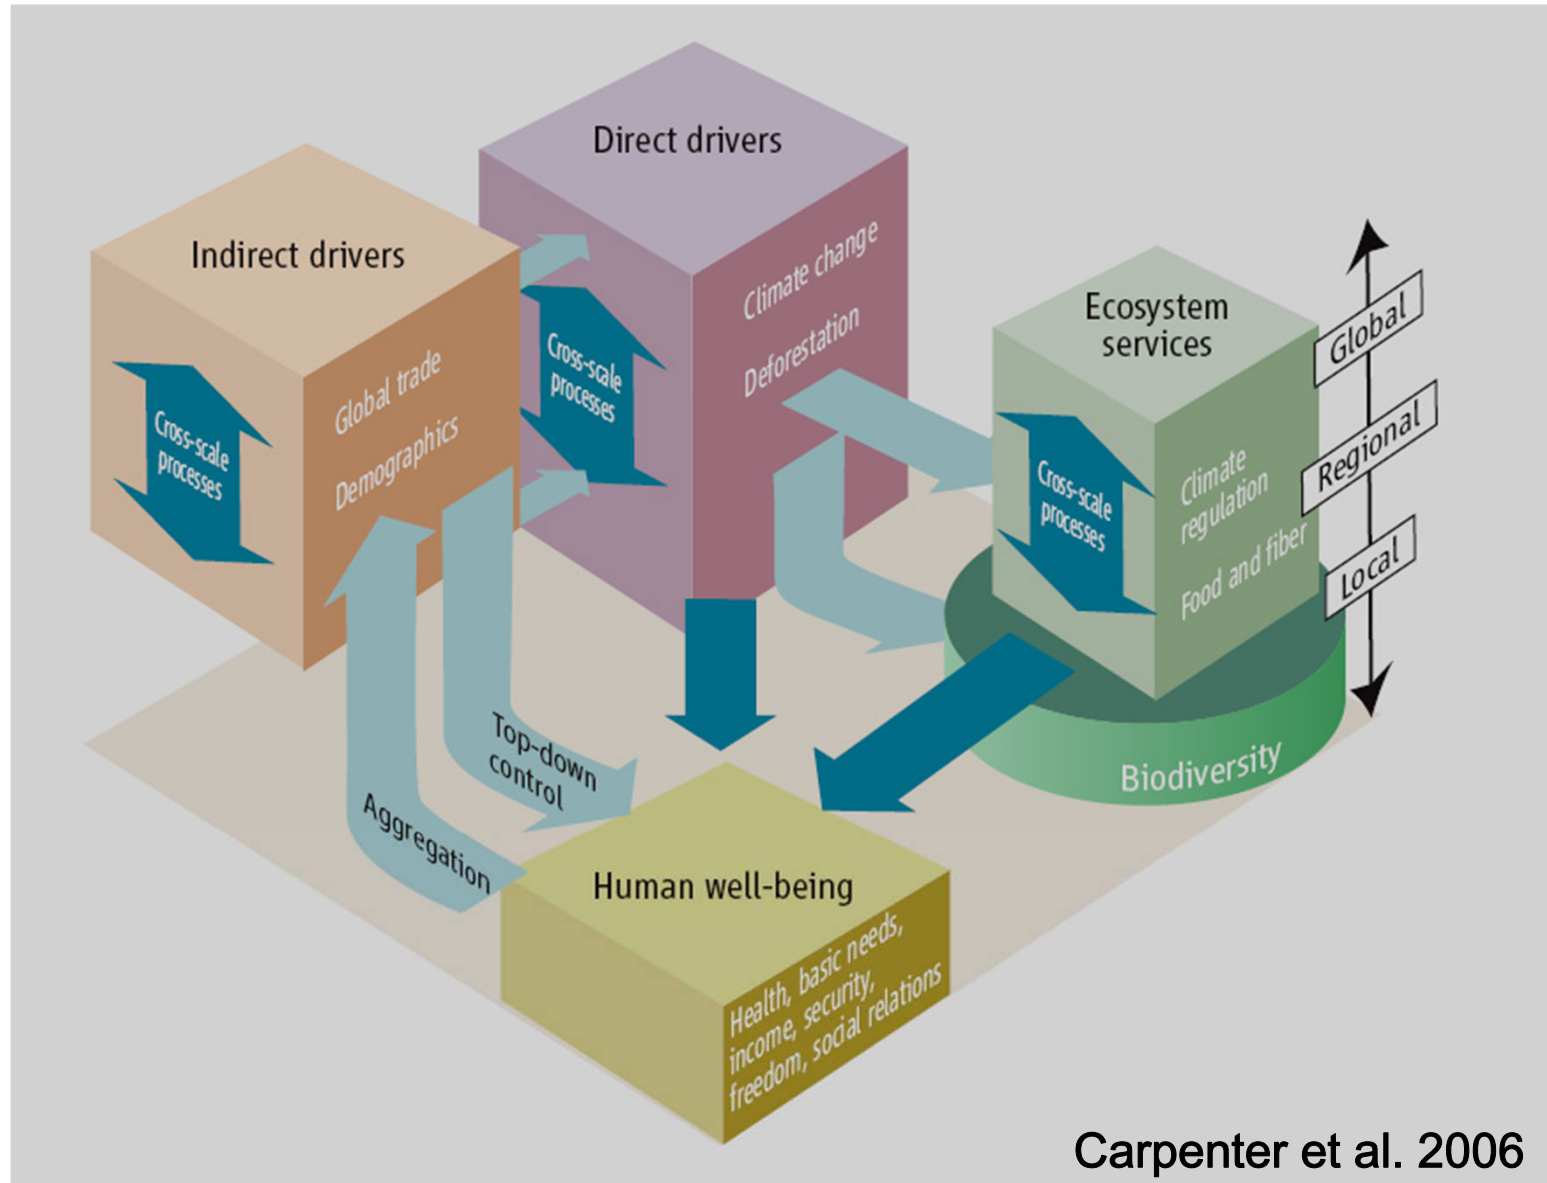 Direct drivers
Climate change
Deforestation
Cross-scale
processes
Indirect drivers
Global trade
Demographics
Cross-scale
processes
Ecosystem
services
Climate
regulation
Food and fiber
Cross-scale
processes
Global
Regional
Local
Biodiversity
Top-down
control
Aggregation
Human well-being
Health, basic needs,
income, security,
freedom, social relations
Carpenter et al. 2006